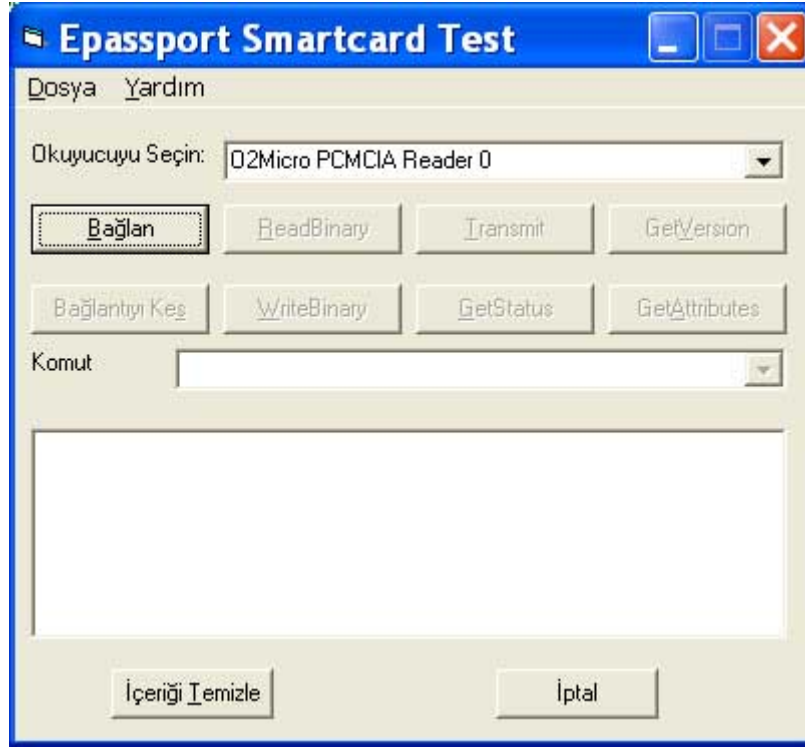 Epassport Smartcard Test
Dosya Yardım
Okuyucuyu Seçin: O2Micro PCMCIA Reader 0
Bağlan ReadBinary Transmit GetVersion
Bağlantıyı Kes WriteBinary GetStatus GetAttributes
Komut
İçeriği Temizle İptal